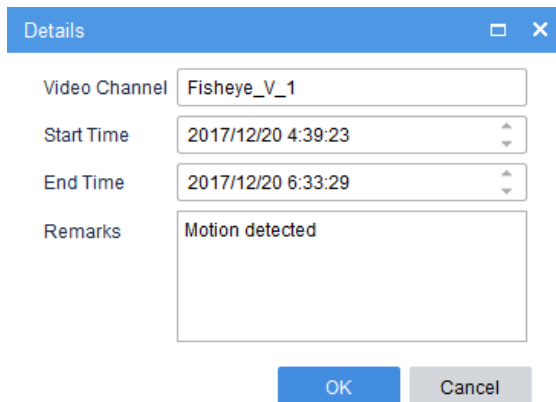 Details
Video Channel Fisheye_V_1
Start Time 2017/12/20 4:39:23
End Time 2017/12/20 6:33:29
Remarks Motion detected
OK Cancel